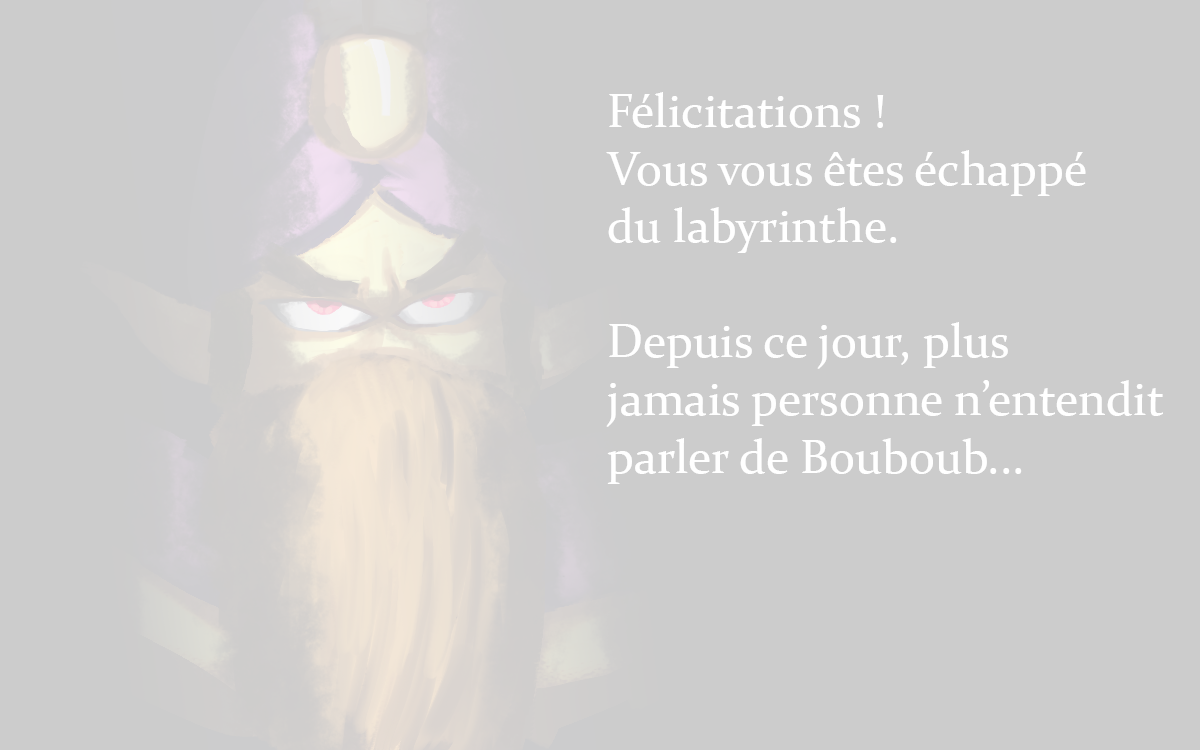 Félicitations !
Vous vous êtes échappé
du labyrinthe.
Depuis ce jour, plus
jamais personne n’entendit
parler de Bouboub...